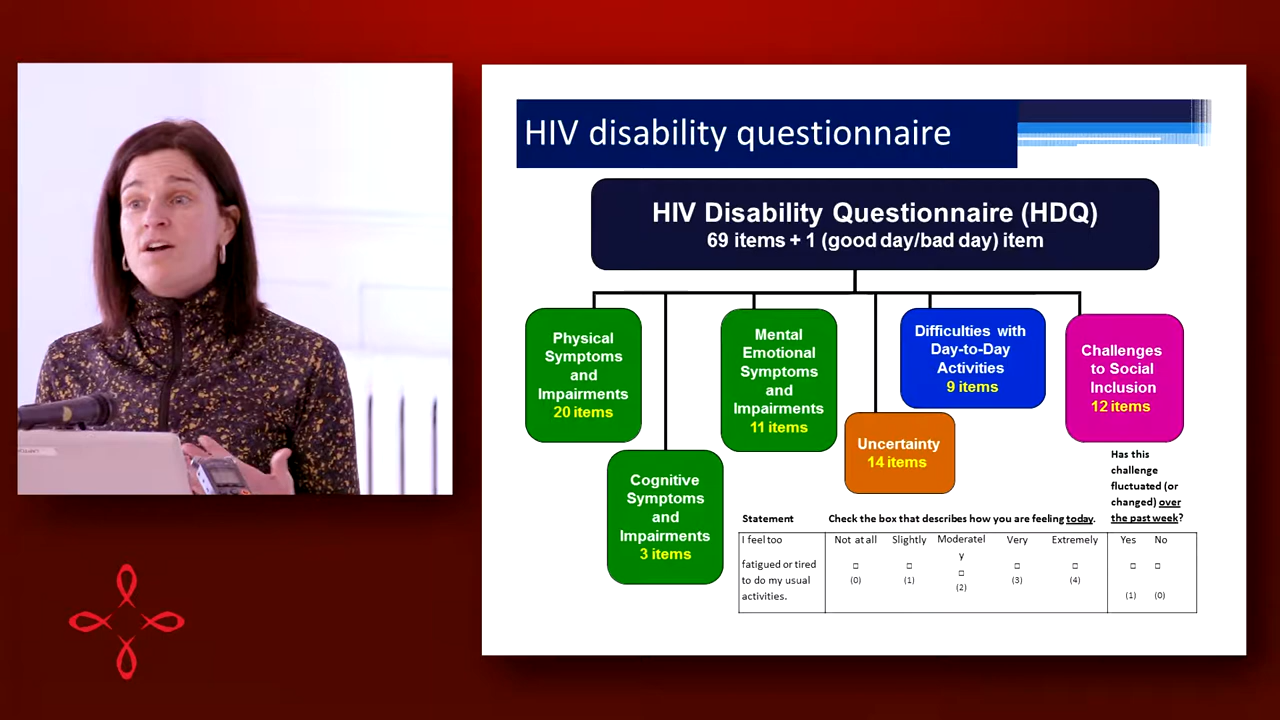 HIV disability questionnaire
HIV Disability Questionnaire (HDQ)
69 items + 1 (good day/bad day) item
Physical
Symptoms
and
Impairments
20 items
Cognitive
Symptoms
and
Impairments
3 items
Mental
Emotional
Symptoms
and
Impairments
11 items
Uncertainty
14 items
Difficulties with
Day-to-Day
Activities
9 items
Challenges
to Social
Inclusion
12 items
Has this
challenge
fluctuated (or
changed) over
the past week?
Statement
Check the box that describes how you are feeling today.
I feel too
fatigued or tired
to do my usual
activities.
Not at all
(0)
Slightly
(1)
Moderatel
y
(2)
Very
(3)
Extremely
(4)
Yes
(1)
No
(0)